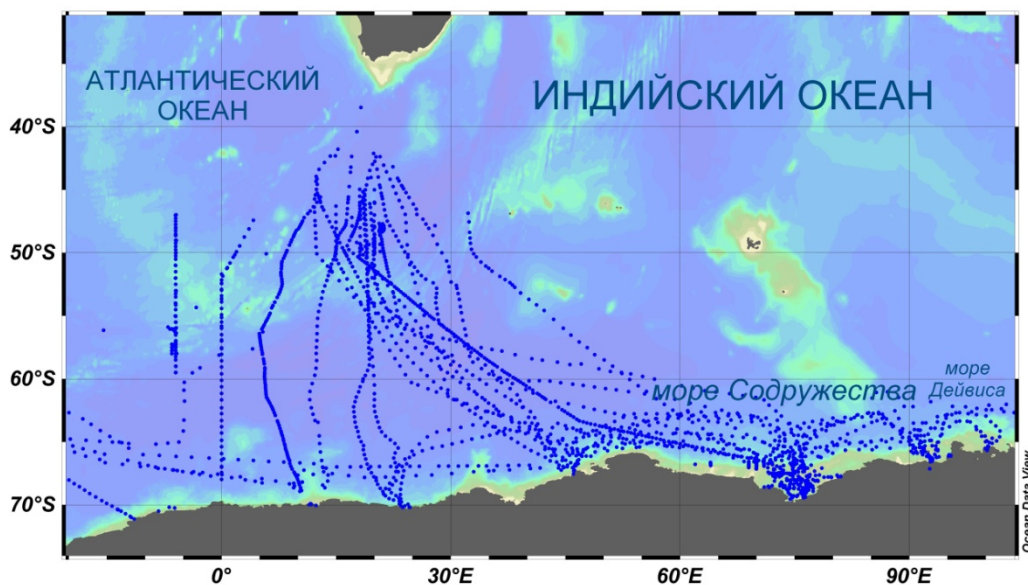 АТЛАНТИЧЕСКИЙ
ОКЕАН
ИНДИЙСКИЙ ОКЕАН
40°S
50°S
60°S
70°S
море Содружества
море
Дейвиса
0°
30°E
60°E
90°E
Ocean Data View